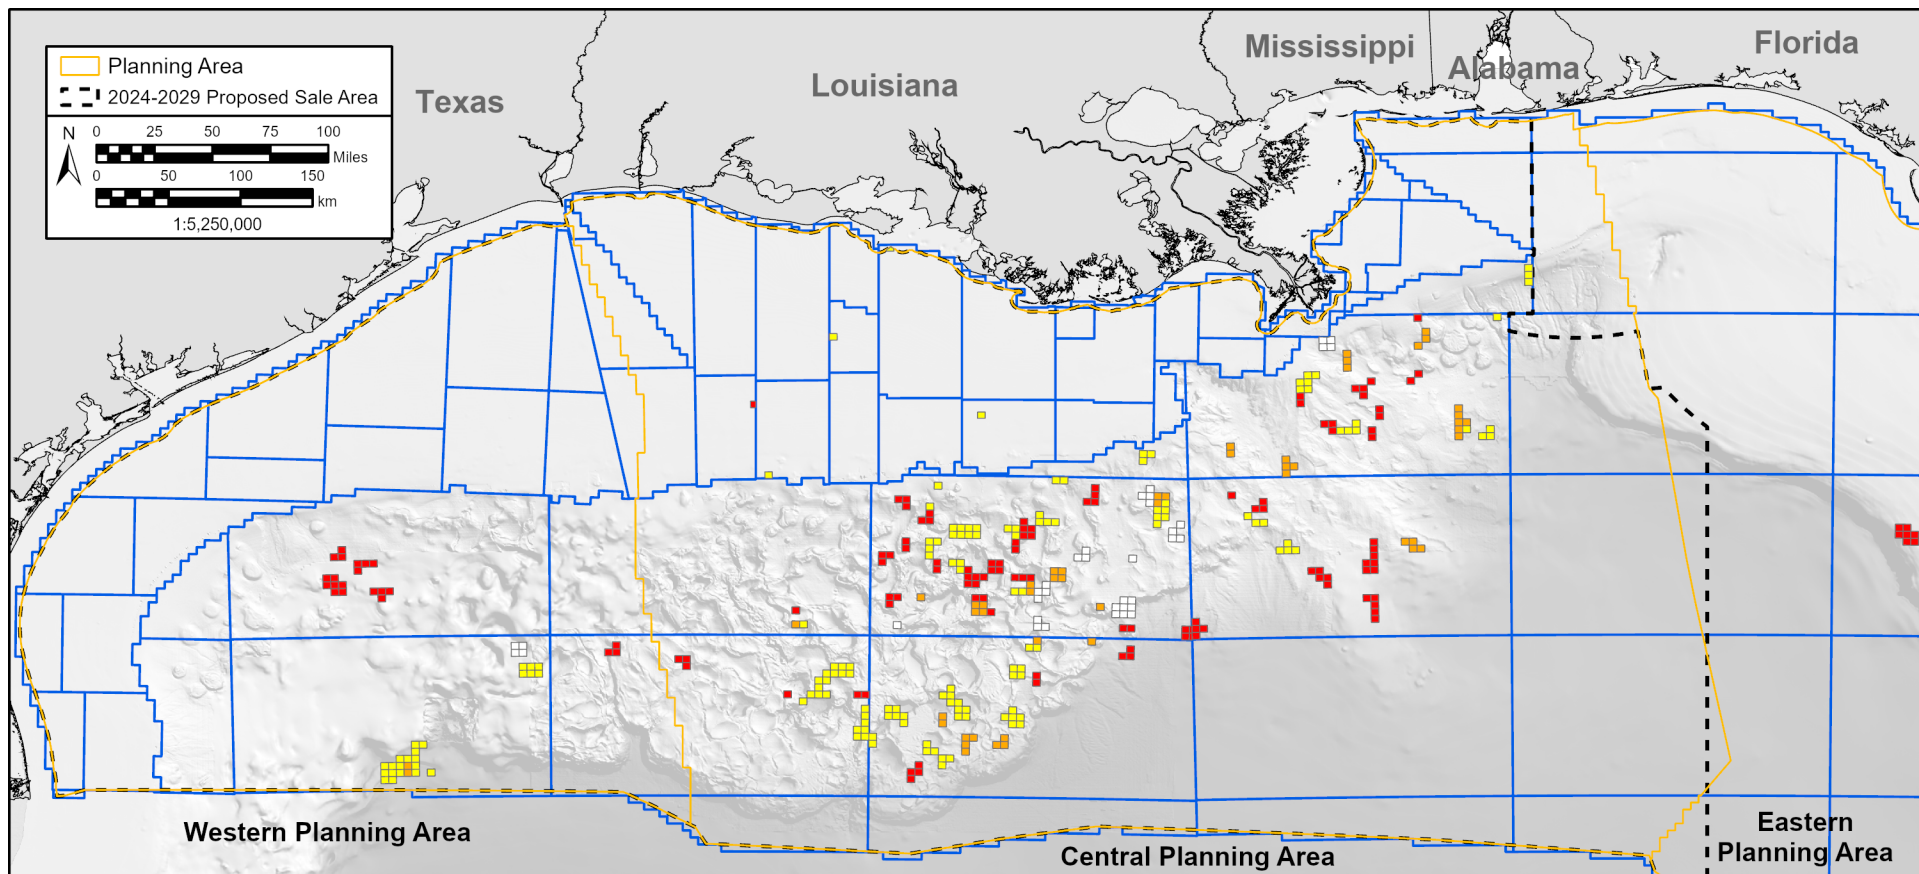 Mississippi
Florida
Alabama
Louisiana
Texas
Planning Area
2024-2029 Proposed Sale Area
N
0 25 50 75 100
Miles
0 50 100 150
km
1:5,250,000
Western Planning Area
Central Planning Area
Eastern
Planning Area